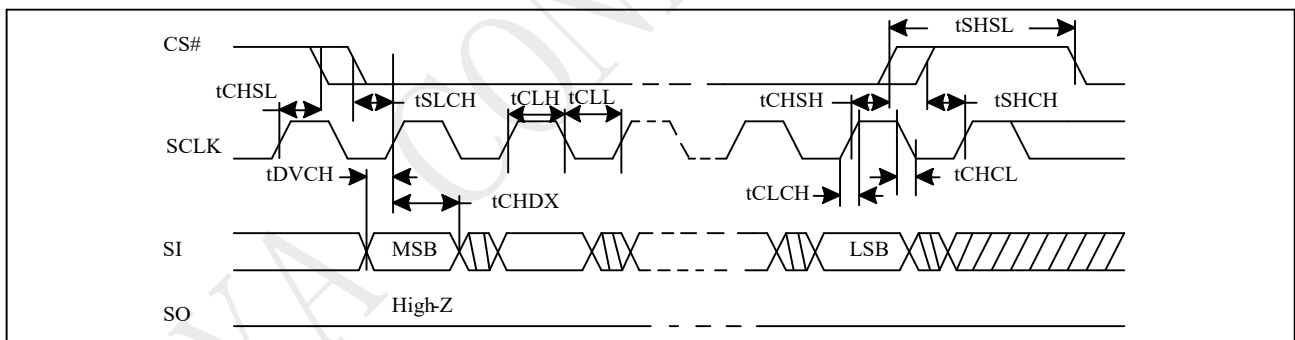 CS#
tSHSL
tCHSL
tSLCH
tCLH
tCLL
tCHSH
tSHCH
SCLK
tDVCH
tCHDX
tCLCH
tCHCL
SI
MSB
LSB
SO
High-Z